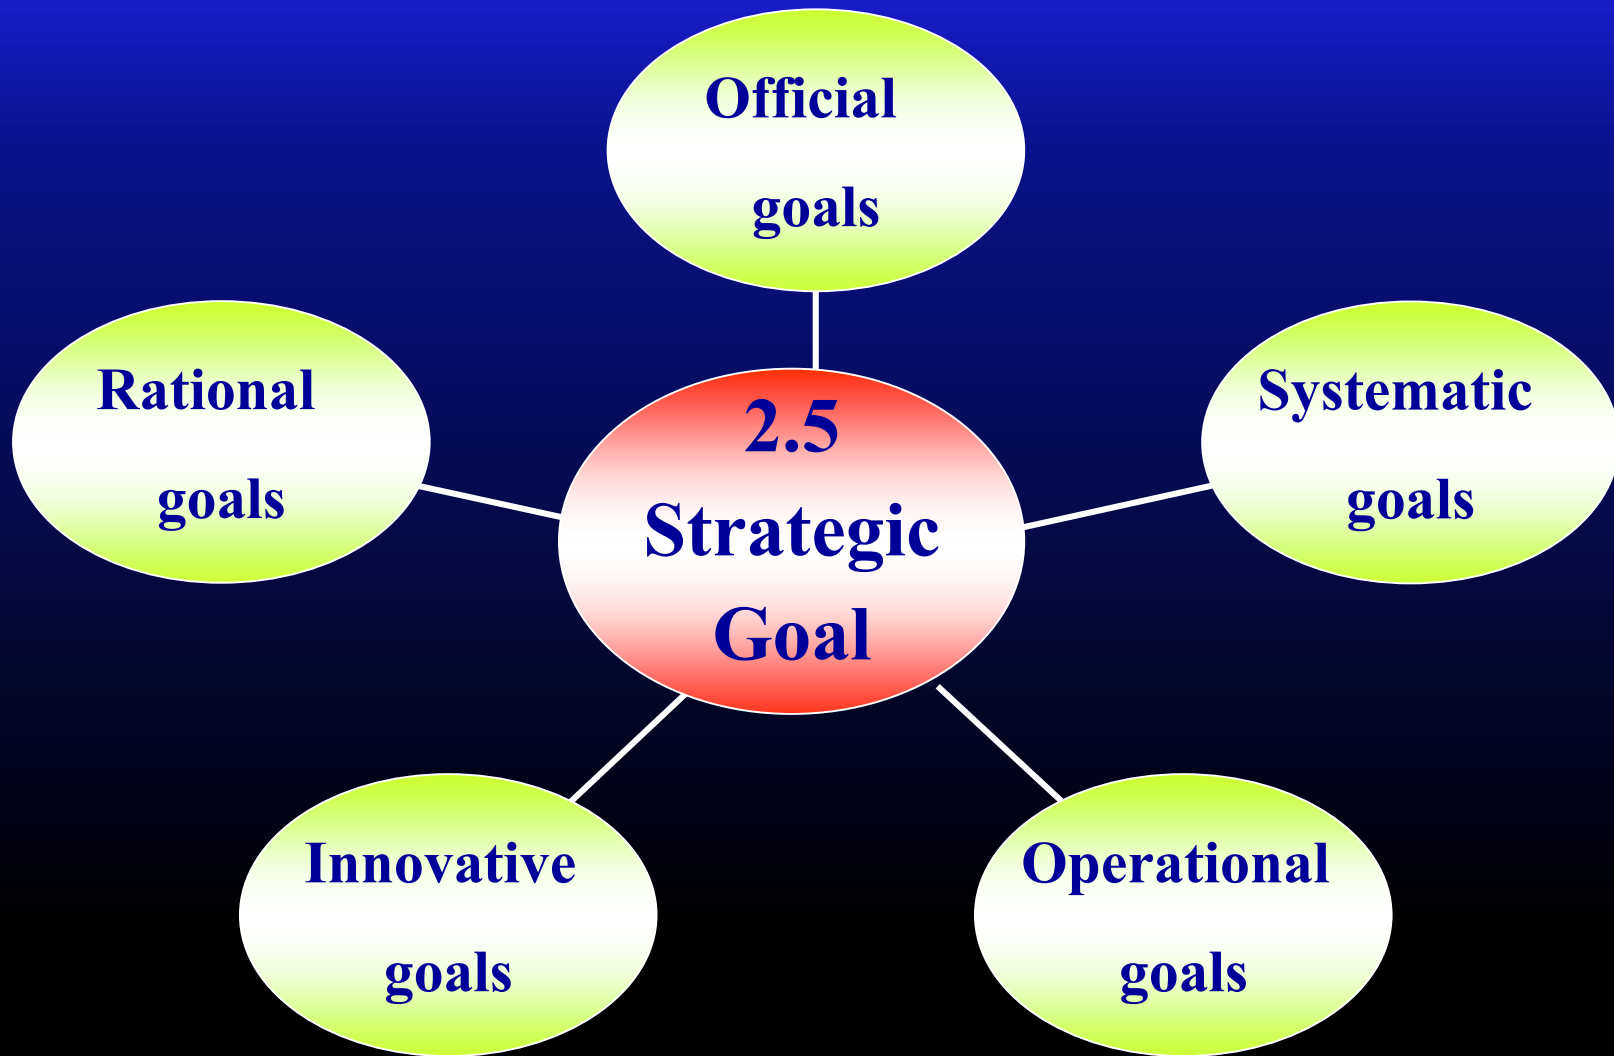 Official
goals
Rational
goals
Systematic
goals
2.5
Strategic
Goal
Innovative
goals
Operational
goals